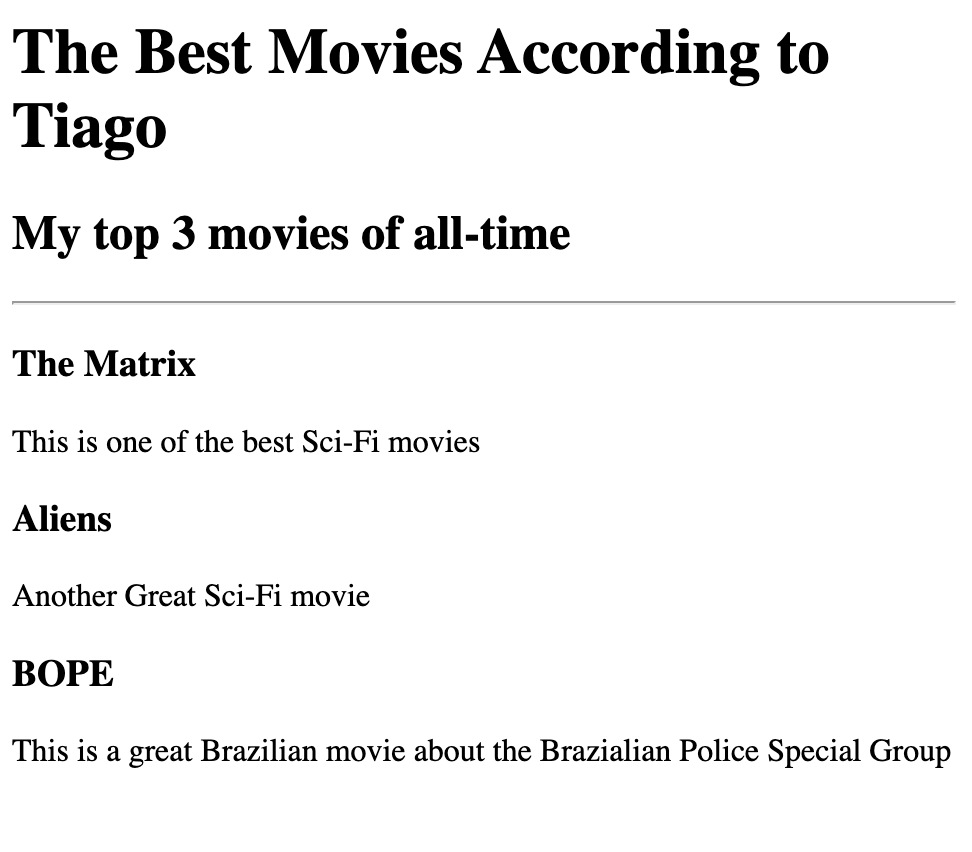 The Best Movies According to
Tiago
My top 3 movies of all-time
The Matrix
This is one of the best Sci-Fi movies
Aliens
Another Great Sci-Fi movie
BOPE
This is a great Brazilian movie about the Brazialian Police Special Group